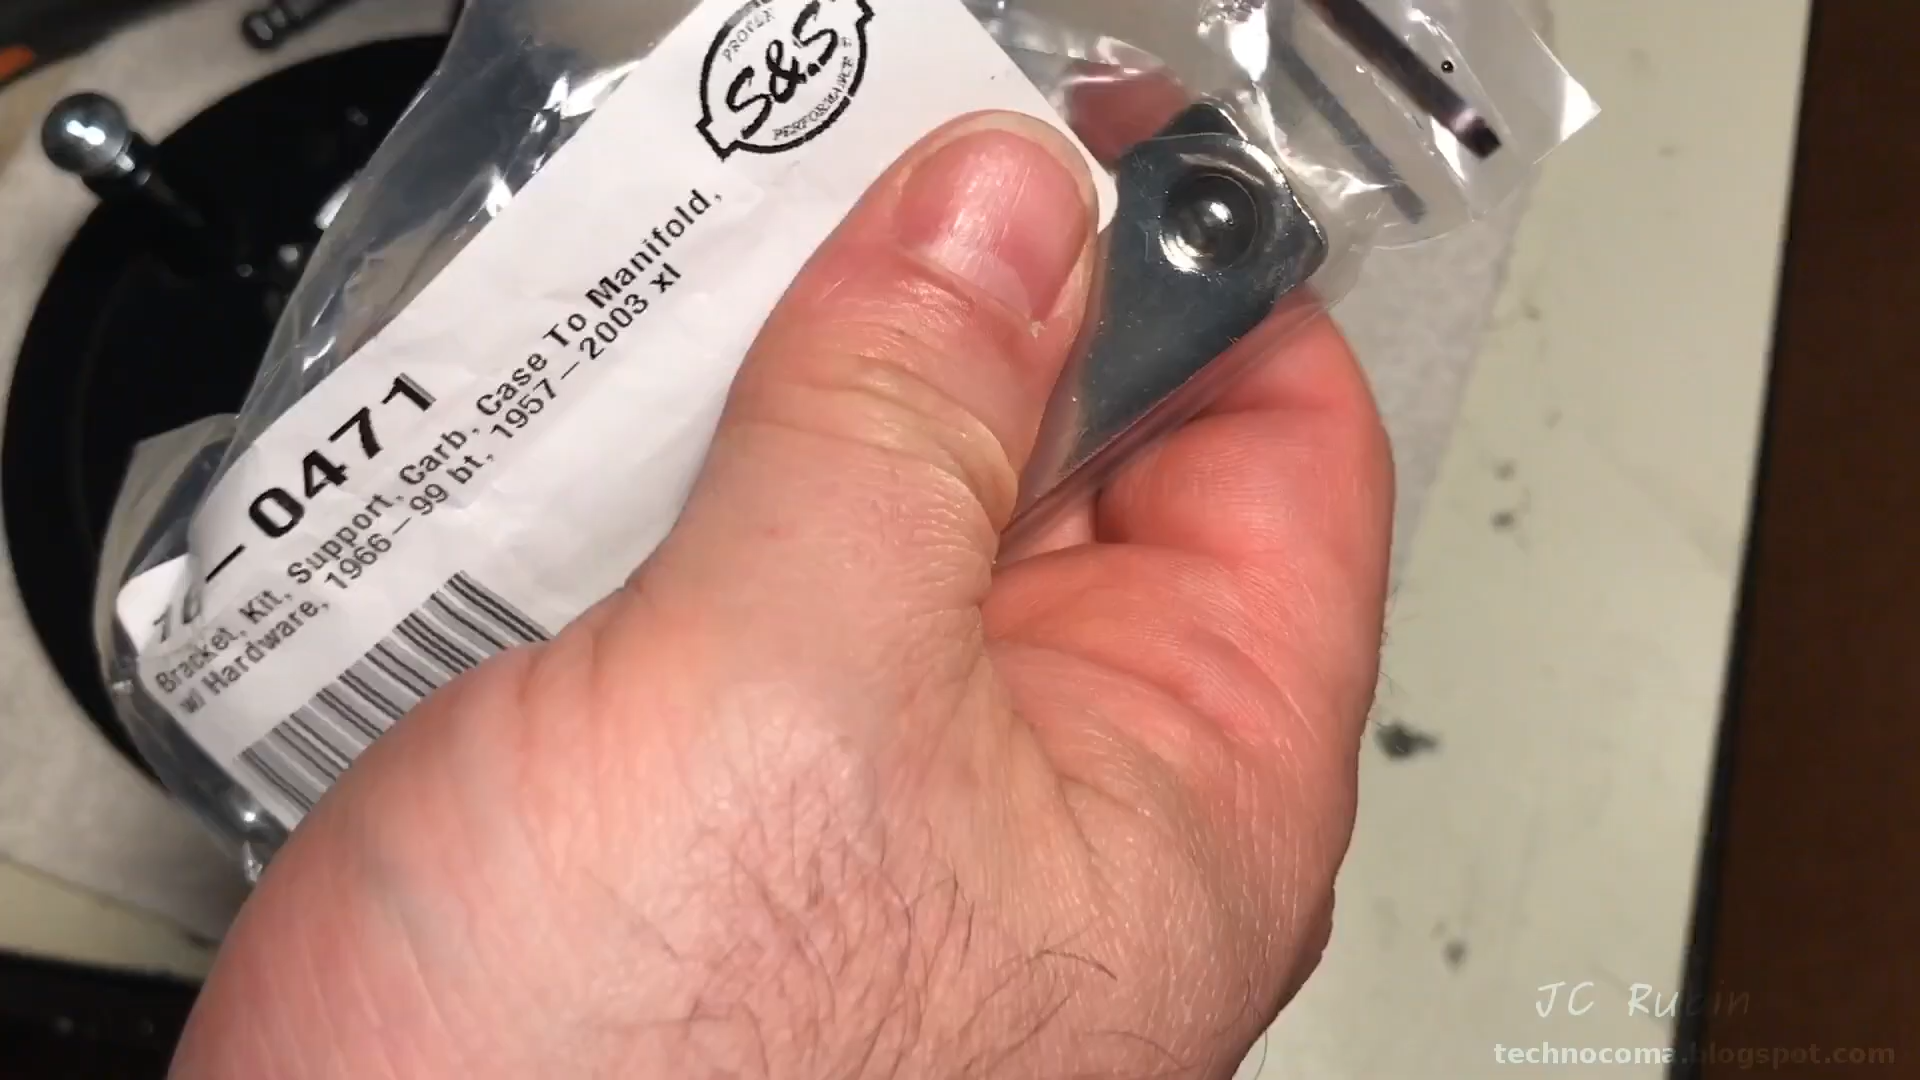 PROVEN
S&S
PERFORMANCE
16-0471
Bracket, Kit, Support, Carb, Case To Manifold,
w/ Hardware, 1966-99 bt, 1957-2003 xl
JC Rubin
technocoma.blogspot.com